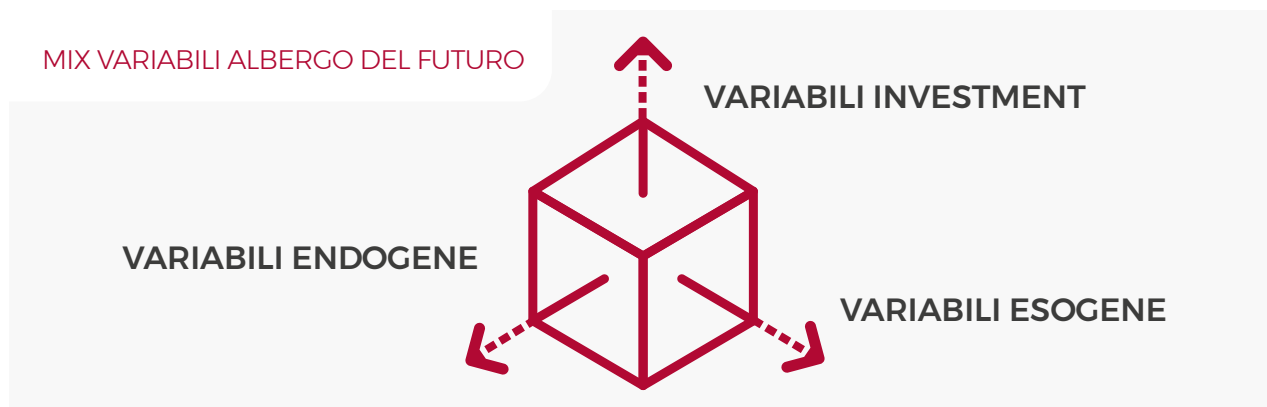 MIX VARIABILI ALBERGO DEL FUTURO
VARIABILI INVESTMENT
VARIABILI ENDOGENE
VARIABILI ESOGENE